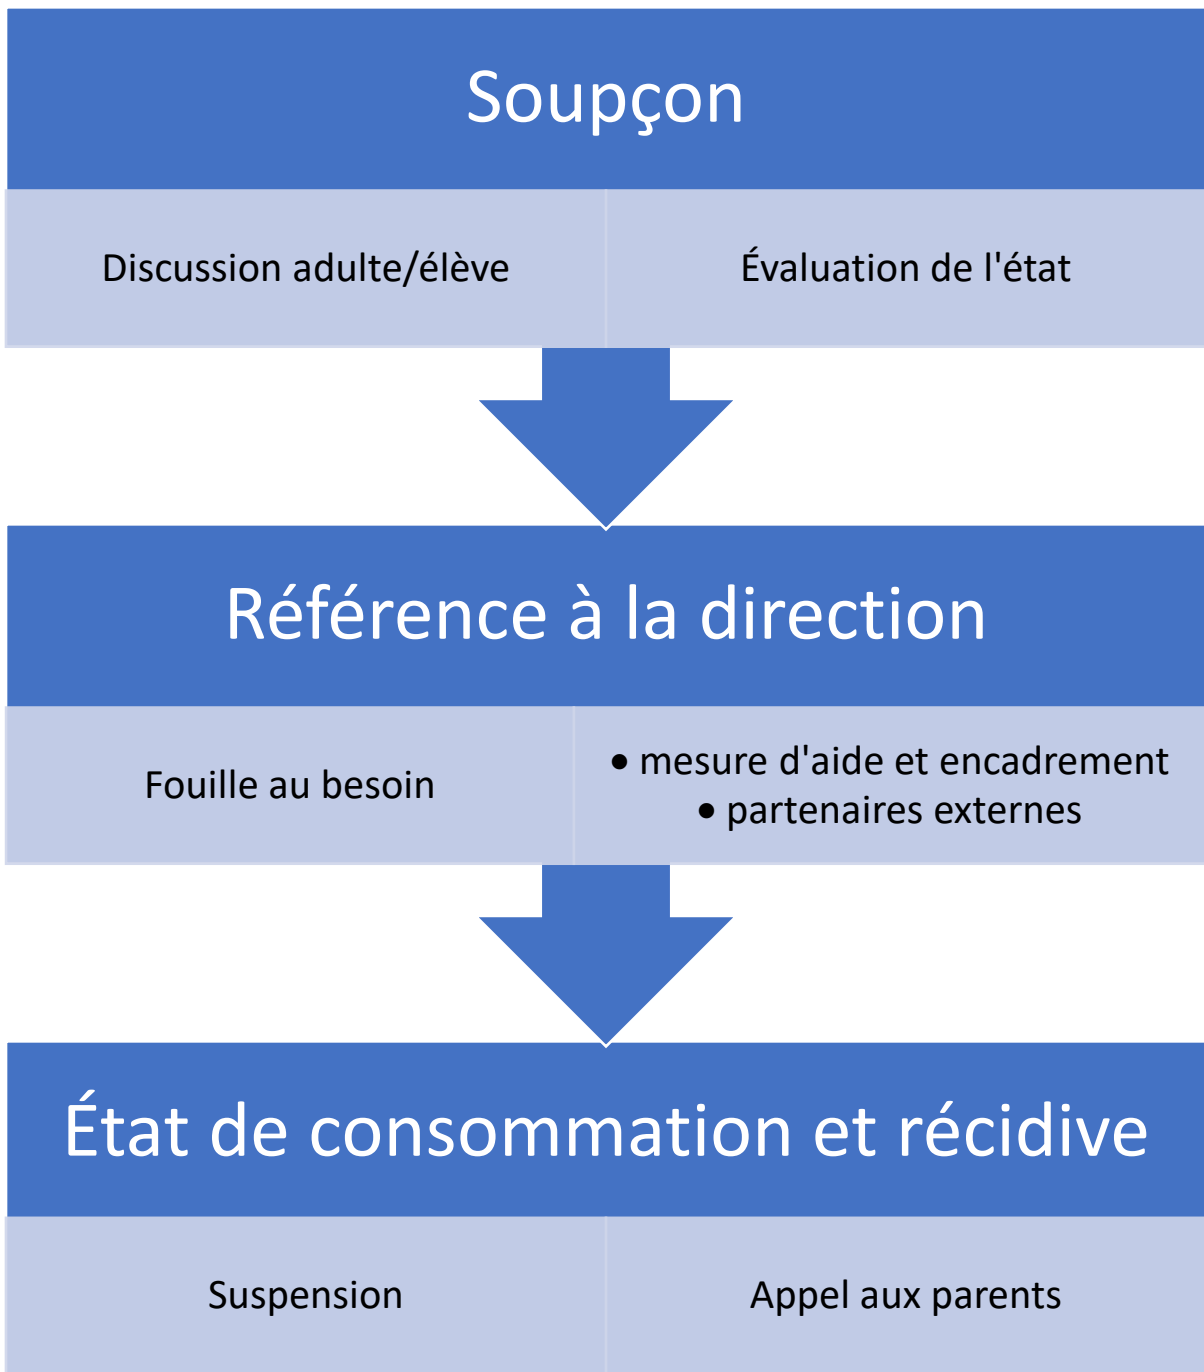 Soupçon
Discussion adulte/élève
Évaluation de l'état
Référence à la direction
Fouille au besoin
• mesure d'aide et encadrement
• partenaires externes
État de consommation et récidive
Suspension
Appel aux parents